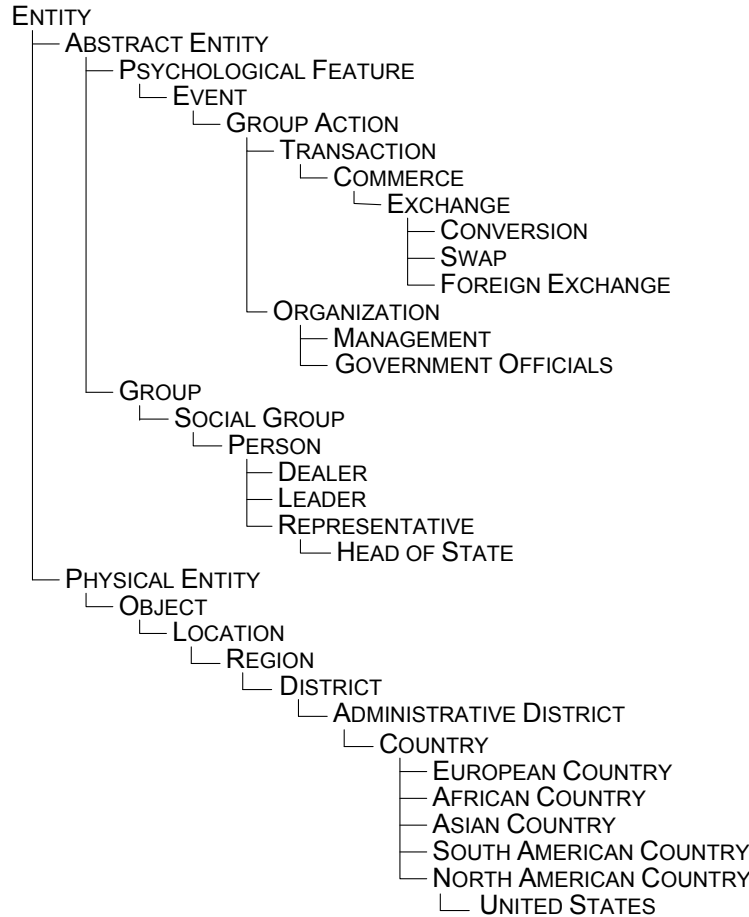 ENTITY
ABSTRACT ENTITY
PSYCHOLOGICAL FEATURE
EVENT
GROUP ACTION
TRANSACTION
COMMERCE
EXCHANGE
CONVERSION
SWAP
FOREIGN EXCHANGE
ORGANIZATION
MANAGEMENT
GOVERNMENT OFFICIALS
GROUP
SOCIAL GROUP
PERSON
DEALER
LEADER
REPRESENTATIVE
HEAD OF STATE
PHYSICAL ENTITY
OBJECT
LOCATION
REGION
DISTRICT
ADMINISTRATIVE DISTRICT
COUNTRY
EUROPEAN COUNTRY
AFRICAN COUNTRY
ASIAN COUNTRY
SOUTH AMERICAN COUNTRY
NORTH AMERICAN COUNTRY
UNITED STATES